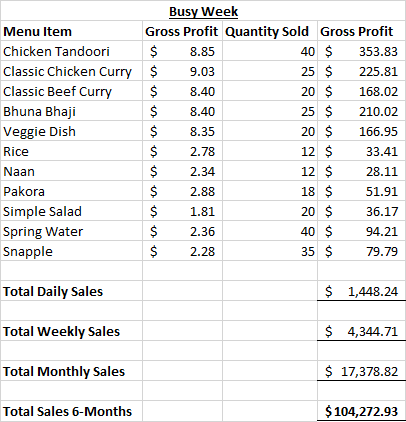 Busy Week
Menu Item Gross Profit Quantity Sold Gross Profit
Chicken Tandoori $ 8.85 40 $ 353.83
Classic Chicken Curry $ 9.03 25 $ 225.81
Classic Beef Curry $ 8.40 20 $ 168.02
Bhuna Bhaji $ 8.40 25 $ 210.02
Veggie Dish $ 8.35 20 $ 166.95
Rice $ 2.78 12 $ 33.41
Naan $ 2.34 12 $ 28.11
Pakora $ 2.88 18 $ 51.91
Simple Salad $ 1.81 20 $ 36.17
Spring Water $ 2.36 40 $ 94.21
Snapple $ 2.28 35 $ 79.79
Total Daily Sales $ 1,448.24
Total Weekly Sales $ 4,344.71
Total Monthly Sales $ 17,378.82
Total Sales 6-Months $104,272.93